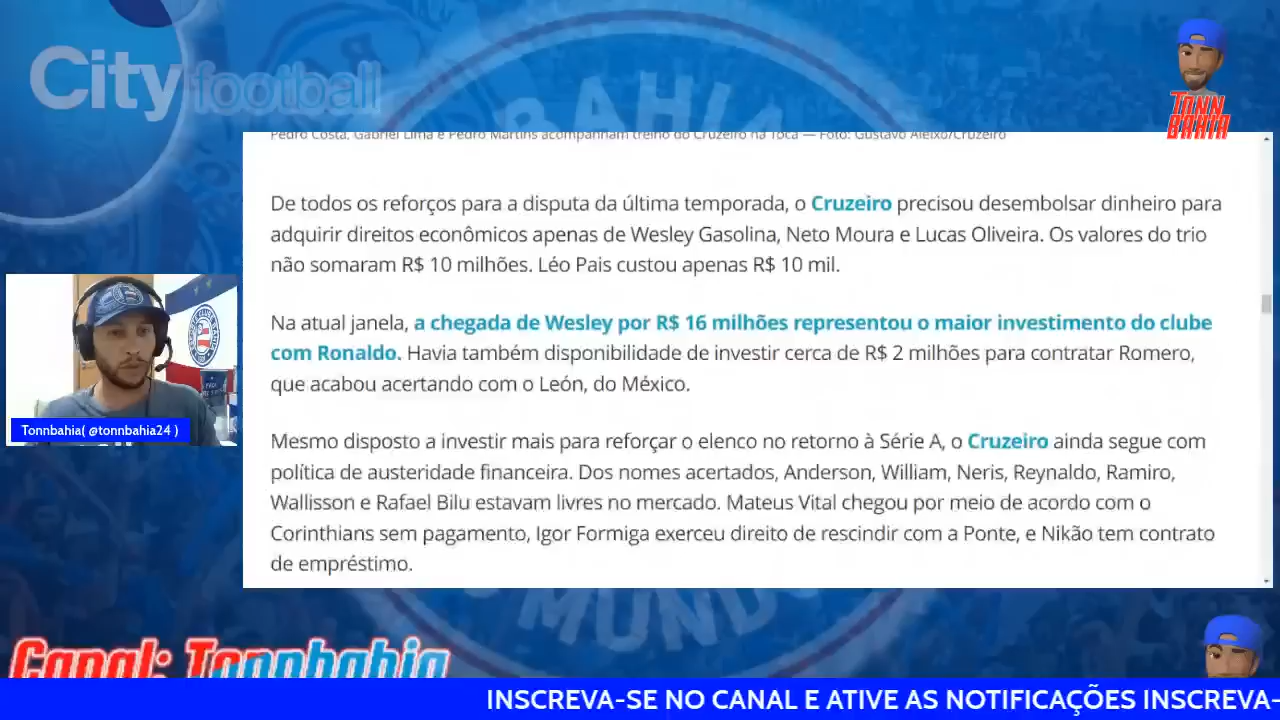 City football
TONN
BAHIA
BAHIA
Pedro Costa, Gabriel Lima e Pedro Martins acompanham treino do Cruzeiro na Toca — Foto: Gustavo Aleixo/Cruzeiro
De todos os reforços para a disputa da última temporada, o Cruzeiro precisou desembolsar dinheiro para
adquirir direitos econômicos apenas de Wesley Gasolina, Neto Moura e Lucas Oliveira. Os valores do trio
não somaram R$ 10 milhões. Léo Pais custou apenas R$ 10 mil.
Na atual janela, a chegada de Wesley por R$ 16 milhões representou o maior investimento do clube
com Ronaldo. Havia também disponibilidade de investir cerca de R$ 2 milhões para contratar Romero,
que acabou acertando com o León, do México.
Mesmo disposto a investir mais para reforçar o elenco no retorno à Série A, o Cruzeiro ainda segue com
política de austeridade financeira. Dos nomes acertados, Anderson, William, Neris, Reynaldo, Ramiro,
Wallisson e Rafael Bilu estavam livres no mercado. Mateus Vital chegou por meio de acordo com o
Corinthians sem pagamento, Igor Formiga exerceu direito de rescindir com a Ponte, e Nikão tem contrato
de empréstimo.
Tonnbahia( @tonnbahia24 )
MUNDO
Canal: Tonnbahia
INSCREVA-SE NO CANAL E ATIVE AS NOTIFICAÇÕES INSCREVA-